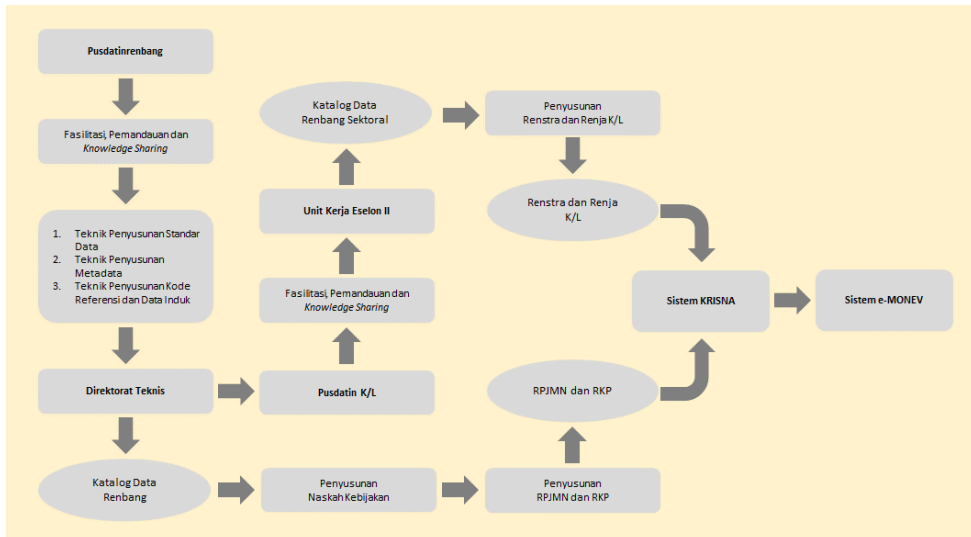 Pusdatinrenbang
Fasilitasi, Pemandauan dan
Knowledge Sharing
1. Teknik Penyusunan Standar
Data
2. Teknik Penyusunan
Metadata
3. Teknik Penyusunan Kode
Referensi dan Data Induk
Direktorat Teknis
Katalog Data
Renbang
Pusdatin K/L
Fasilitasi, Pemandauan dan
Knowledge Sharing
Unit Kerja Eselon II
Katalog Data
Renbang Sektoral
Penyusunan
Renstra dan Renja K/L
Renstra dan Renja
K/L
Penyusunan
Naskah Kebijakan
Penyusunan
RPJMN dan RKP
RPJMN dan RKP
Sistem KRISNA
Sistem e-MONEV